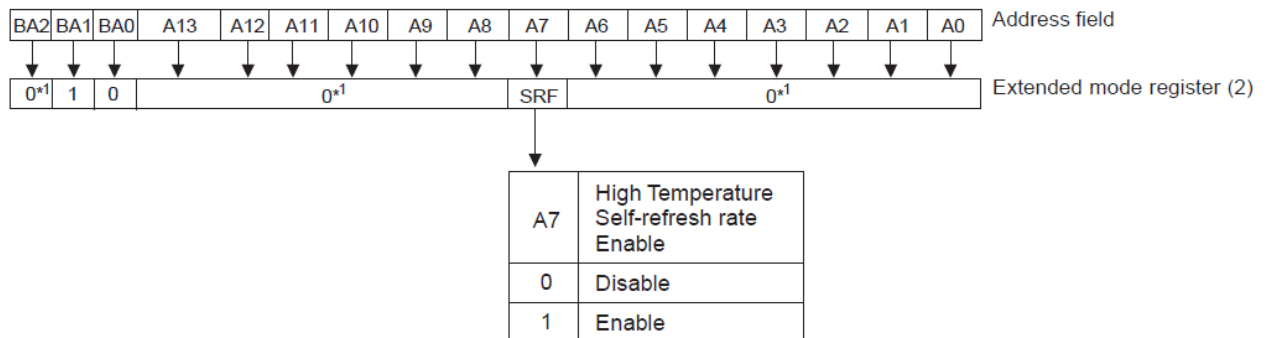 BA2 BA1 BA0 A13 A12 A11 A10 A9 A8 A7 A6 A5 A4 A3 A2 A1 A0 Address field
0*1 1 0 0*1 SRF 0*1 Extended mode register (2)
A7 High Temperature
Self-refresh rate
Enable
0 Disable
1 Enable